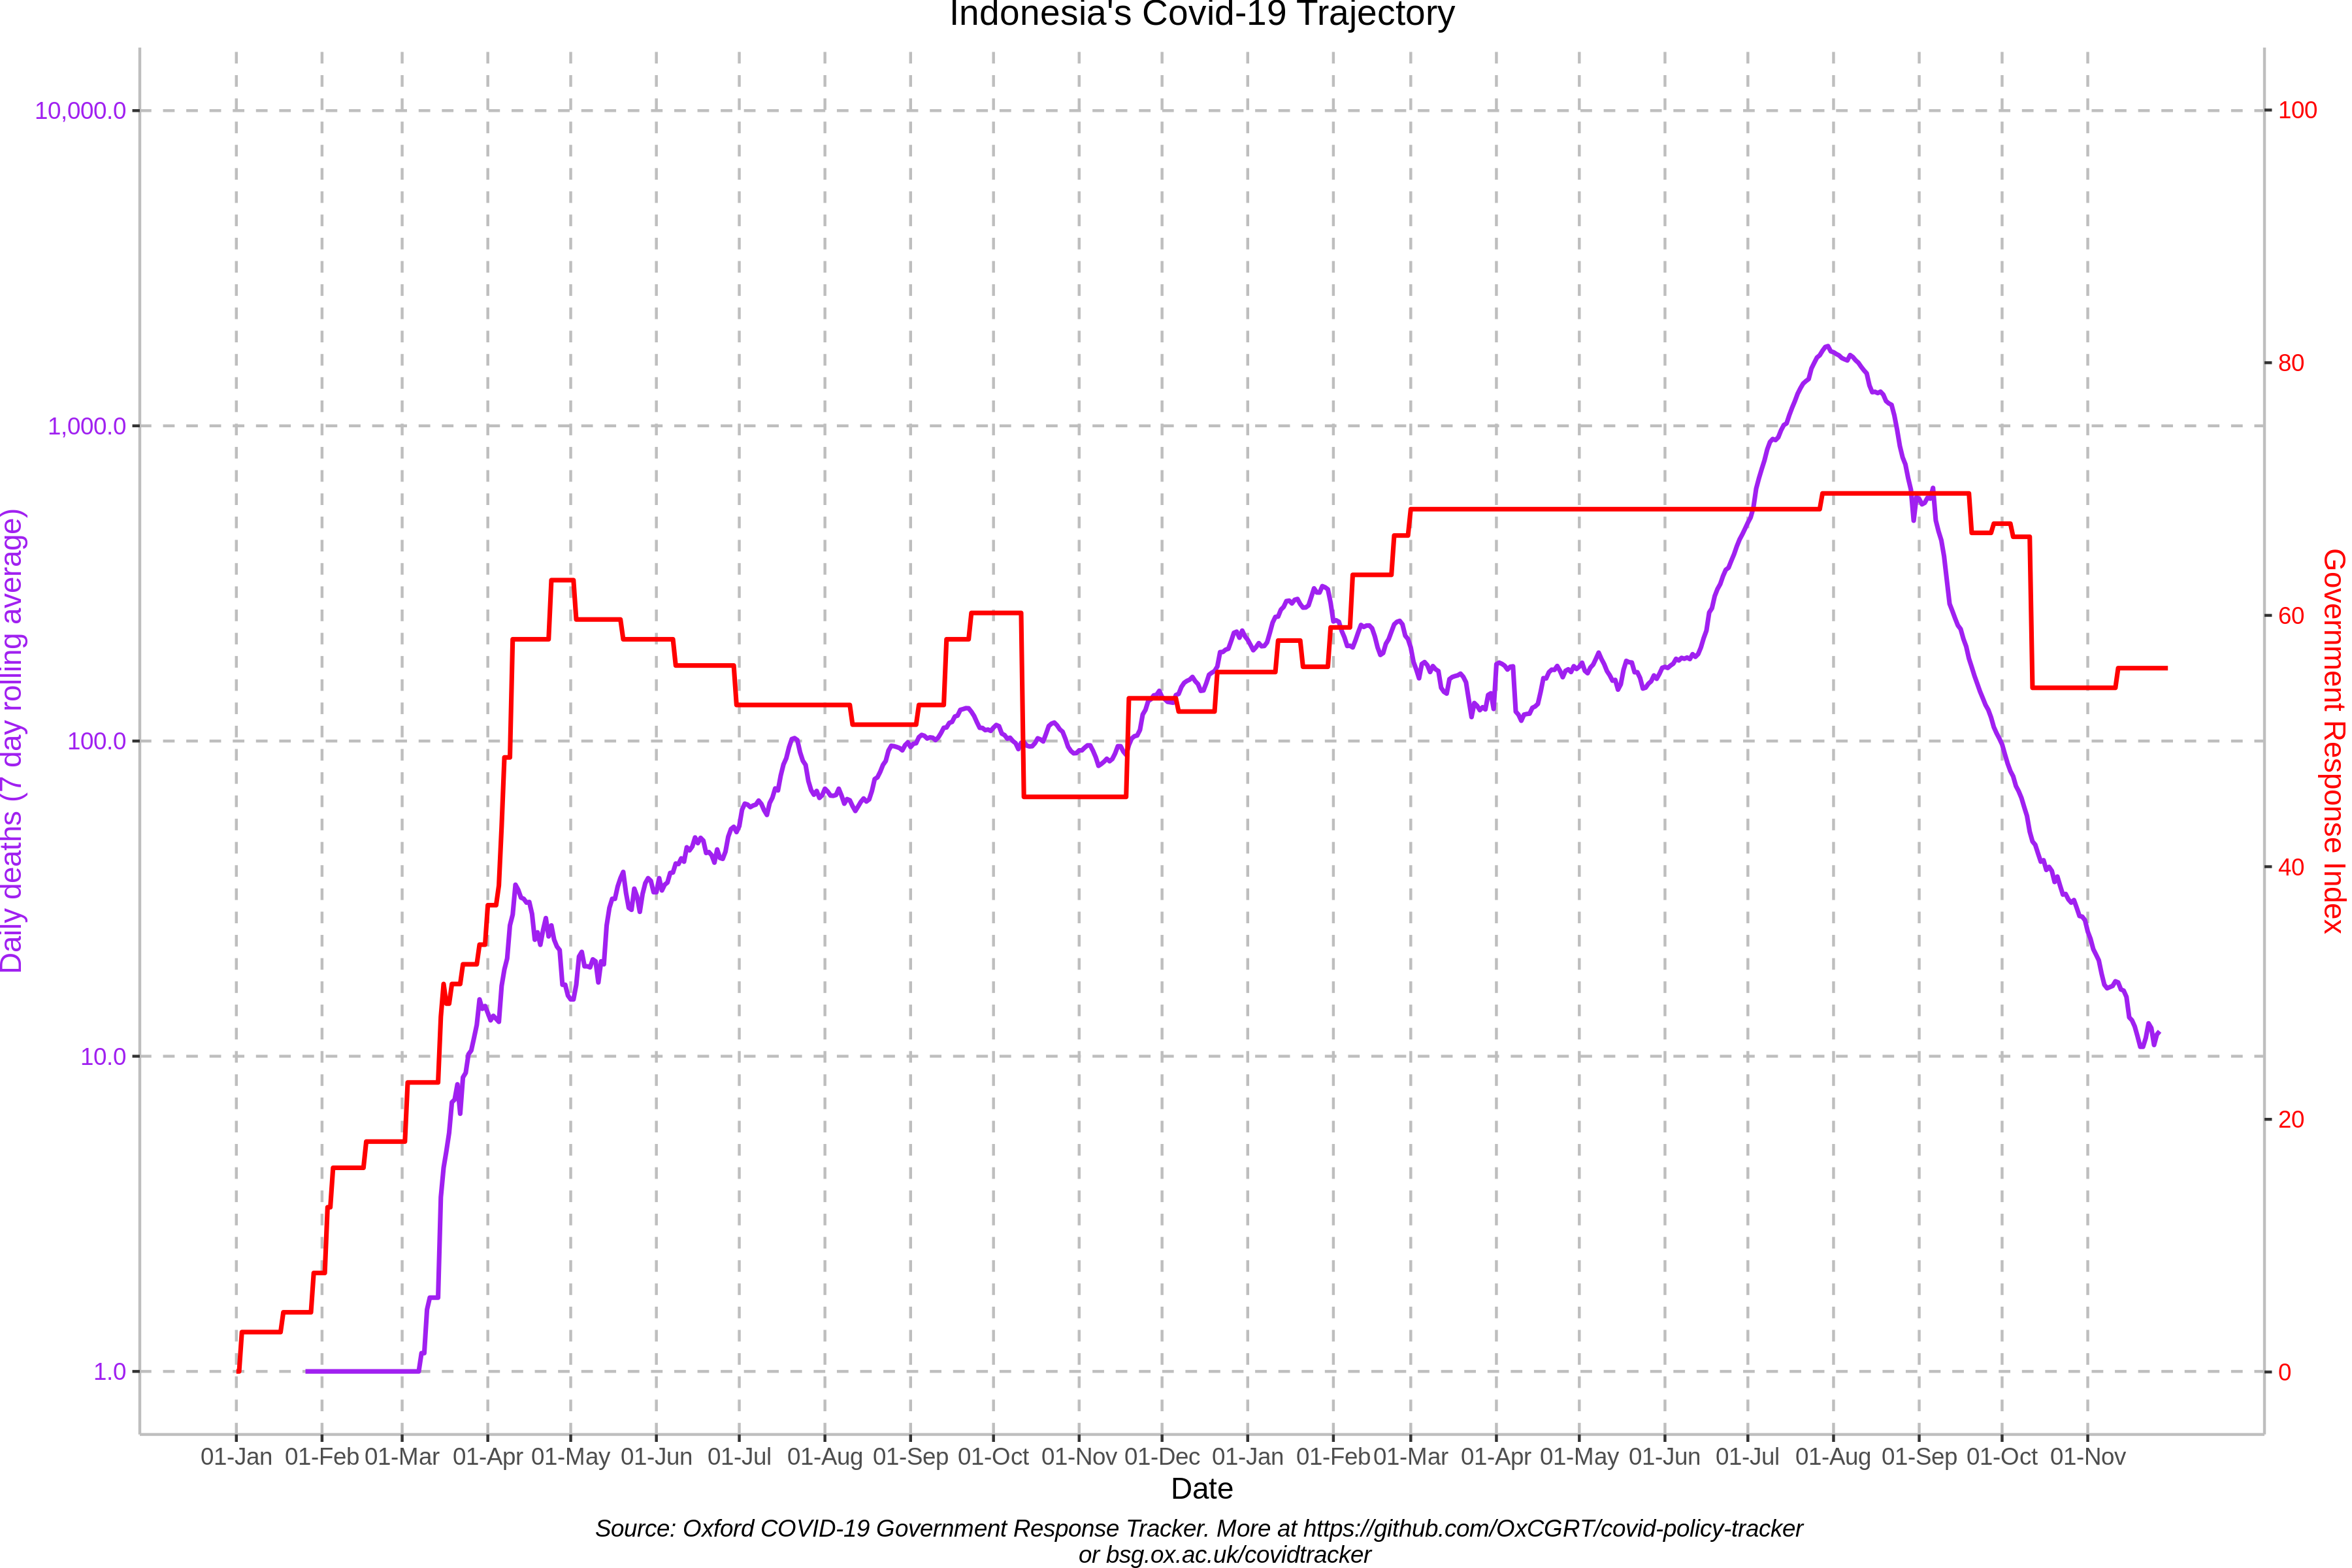 Indonesia's Covid-19 Trajectory
10,000.0
1,000.0
100.0
10.0
1.0
Daily deaths (7 day rolling average)
100
80
60
40
20
0
Government Response Index
01-Jan 01-Feb 01-Mar 01-Apr 01-May 01-Jun 01-Jul 01-Aug 01-Sep 01-Oct 01-Nov 01-Dec 01-Jan 01-Feb 01-Mar 01-Apr 01-May 01-Jun 01-Jul 01-Aug 01-Sep 01-Oct 01-Nov
Date
Source: Oxford COVID-19 Government Response Tracker. More at https://github.com/OxCGRT/covid-policy-tracker
or bsg.ox.ac.uk/covidtracker